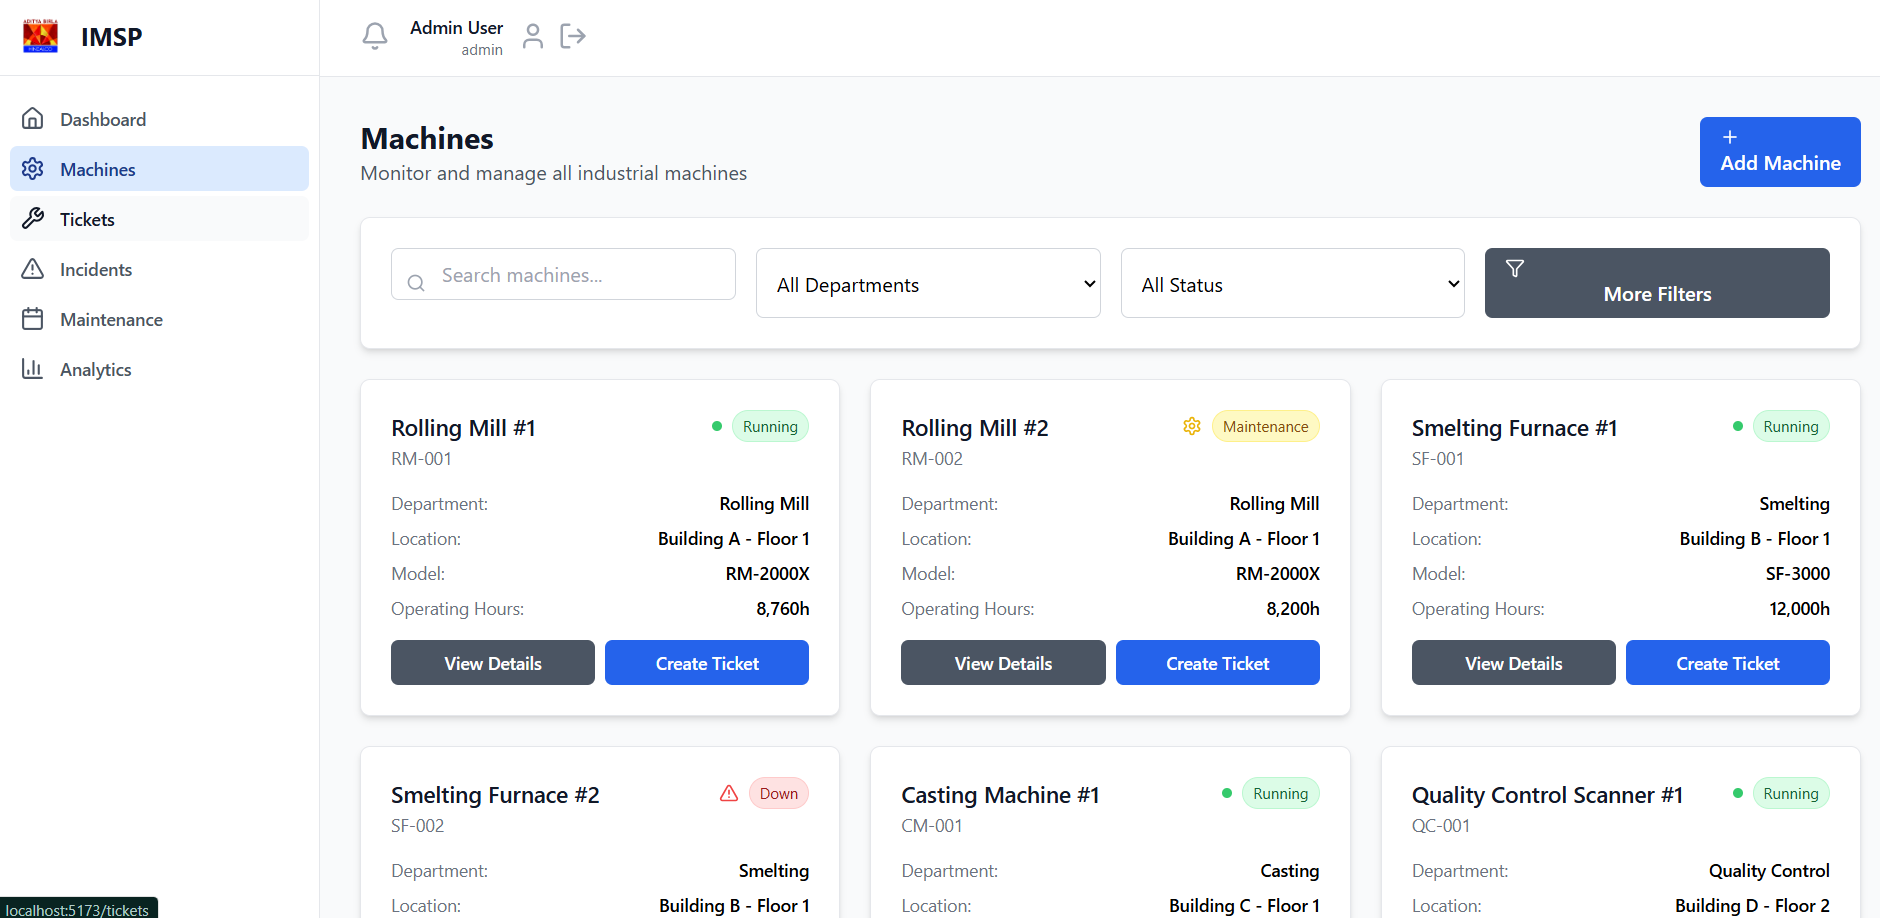 ADITYA BIRLA
HINDALCO
IMSP
Admin User
admin
Dashboard
Machines
Tickets
Incidents
Maintenance
Analytics
Machines
Monitor and manage all industrial machines
Add Machine
Search machines...
All Departments
All Status
More Filters
Rolling Mill #1
Running
RM-001
Department: Rolling Mill
Location: Building A - Floor 1
Model: RM-2000X
Operating Hours: 8,760h
View Details Create Ticket
Rolling Mill #2
Maintenance
RM-002
Department: Rolling Mill
Location: Building A - Floor 1
Model: RM-2000X
Operating Hours: 8,200h
View Details Create Ticket
Smelting Furnace #1
Running
SF-001
Department: Smelting
Location: Building B - Floor 1
Model: SF-3000
Operating Hours: 12,000h
View Details Create Ticket
Smelting Furnace #2
Down
SF-002
Department: Smelting
Location: Building B - Floor 1
Casting Machine #1
Running
CM-001
Department: Casting
Location: Building C - Floor 1
Quality Control Scanner #1
Running
QC-001
Department: Quality Control
Location: Building D - Floor 2
localhost:5173/tickets